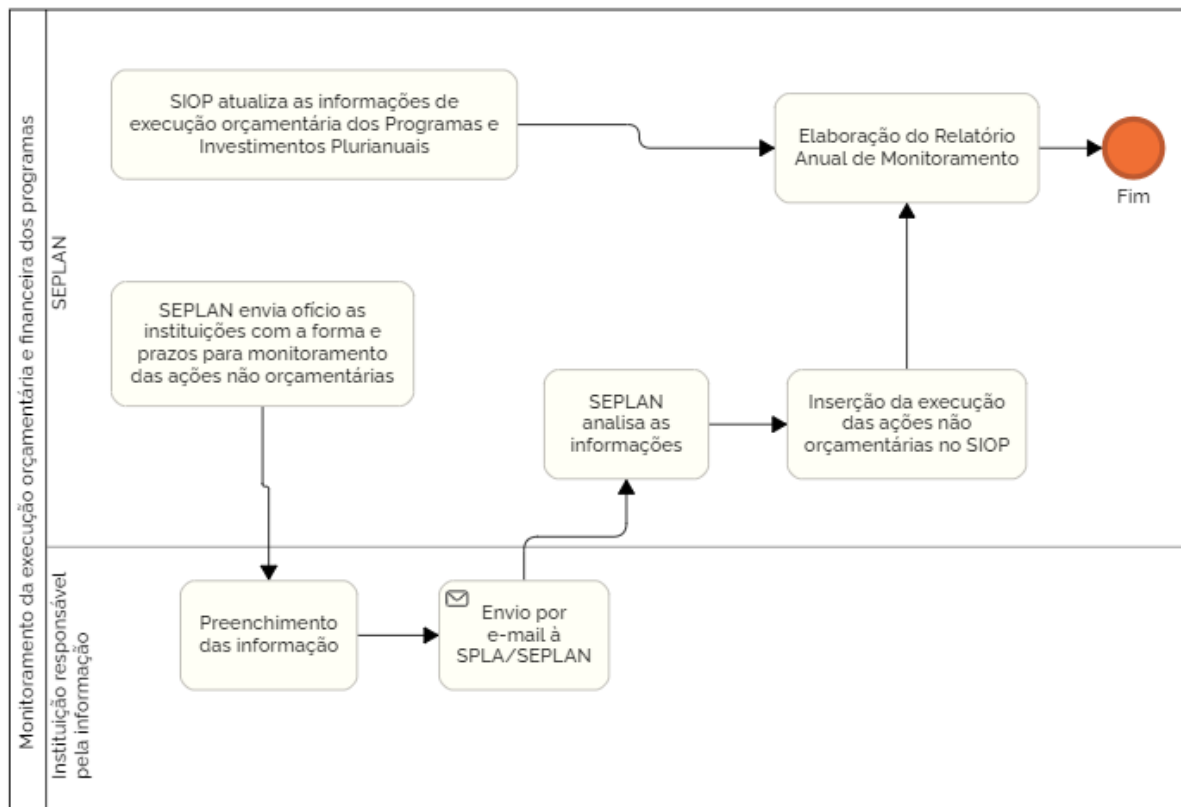 Monitoramento da execução orçamentária e financeira dos programas
SEPLAN
SIOP atualiza as informações de
execução orçamentária dos Programas e
Investimentos Plurianuais
Elaboração do Relatório
Anual de Monitoramento
Fim
SEPLAN envia ofício as
instituições com a forma e
prazos para monitoramento
das ações não orçamentárias
SEPLAN
analisa as
informações
Inserção da execução
das ações não
orçamentárias no SIOP
Instituição responsável
pela informação
Preenchimento
das informação
Envio por
e-mail à
SPLA/SEPLAN